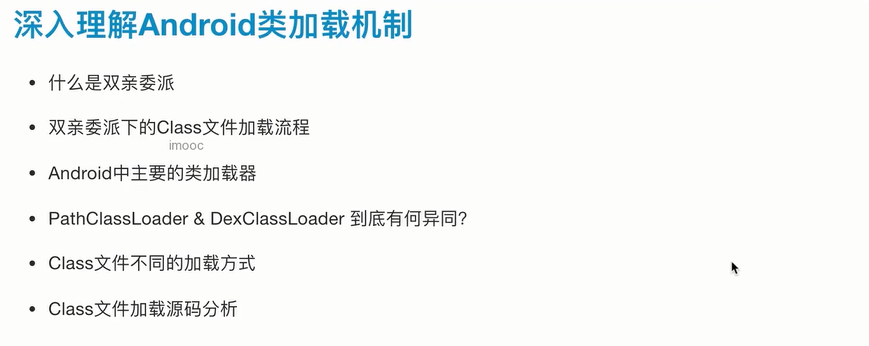 深入理解Android类加载机制
• 什么是双亲委派
• 双亲委派下的Class文件加载流程
imooc
• Android中主要的类加载器
• PathClassLoader & DexClassLoader 到底有何异同?
• Class文件不同的加载方式
• Class文件加载源码分析